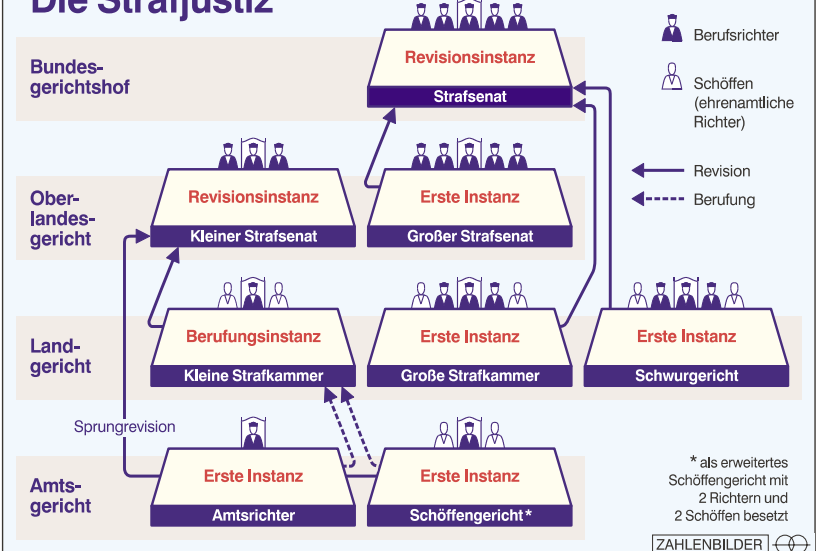 Die Strafjustiz
Bundes-
gerichtshof
Revisionsinstanz
Strafsenat
Berufsrichter
Schöffen
(ehrenamtliche
Richter)
Revision
Berufung
Ober-
landes-
gericht
Revisionsinstanz
Kleiner Strafsenat
Erste Instanz
Großer Strafsenat
Land-
gericht
Berufungsinstanz
Kleine Strafkammer
Erste Instanz
Große Strafkammer
Erste Instanz
Schwurgericht
Sprungrevision
Amts-
gericht
Erste Instanz
Amtsrichter
Erste Instanz
Schöffengericht*
* als erweitertes
Schöffengericht mit
2 Richtern und
2 Schöffen besetzt
ZAHLENBILDER